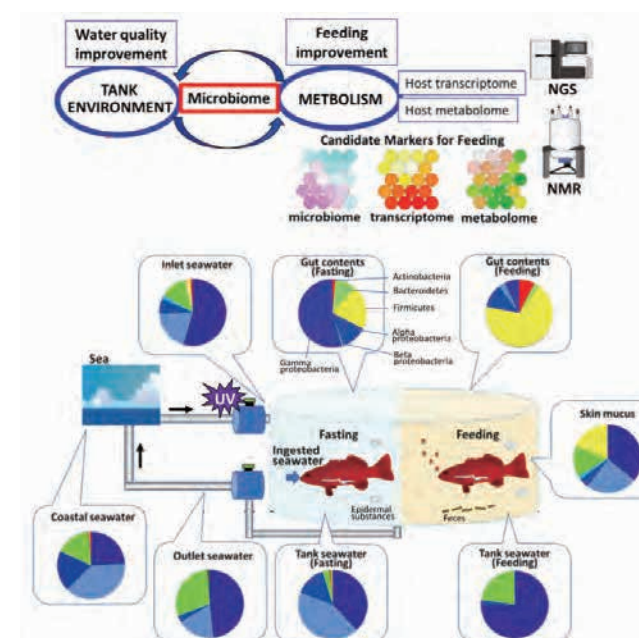 Water quality
improvement
Feeding
improvement
TANK
ENVIRONMENT
Microbiome
METBOLISM
Host transcriptome
Host metabolome
NGS
NMR
Candidate Markers for Feeding
microbiome
transcriptome
metabolome
Inlet seawater
Gut contents
(Fasting)
Actinobacteria
Bacteroidetes
Firmicutes
Alpha
proteobacteria
Beta
proteobacteria
Gamma
proteobacteria
Gut contents
(Feeding)
Sea
UV
Skin mucus
Fasting
Feeding
Ingested
seawater
Epidermal
substances
Feces
Coastal seawater
Outlet seawater
Tank seawater
(Fasting)
Tank seawater
(Feeding)